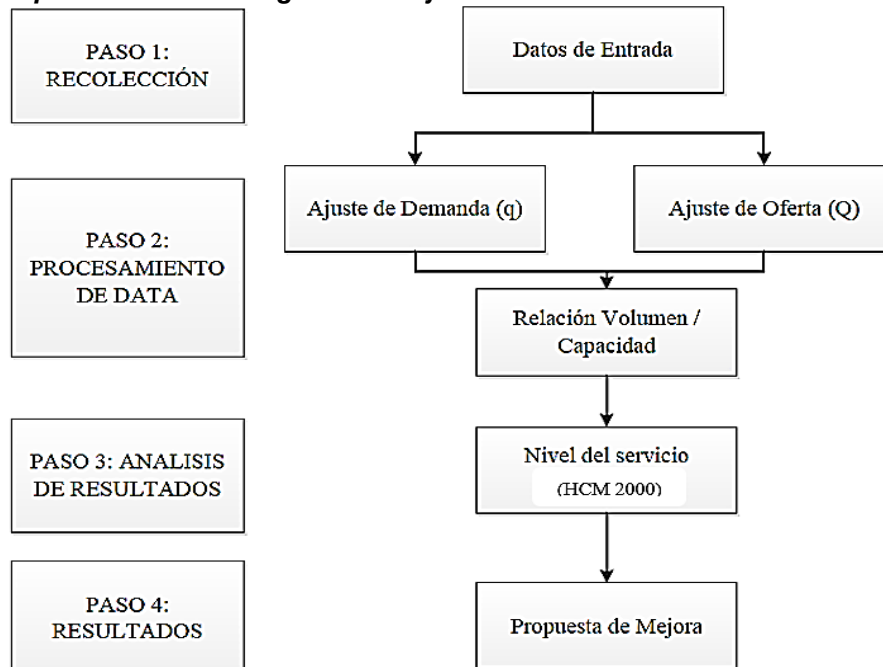 PASO 1:
RECOLECCIÓN
Datos de Entrada
PASO 2:
PROCESAMIENTO
DE DATA
Ajuste de Demanda (q)
Ajuste de Oferta (Q)
Relación Volumen /
Capacidad
PASO 3: ANALISIS
DE RESULTADOS
Nivel del servicio
(HCM 2000)
PASO 4:
RESULTADOS
Propuesta de Mejora